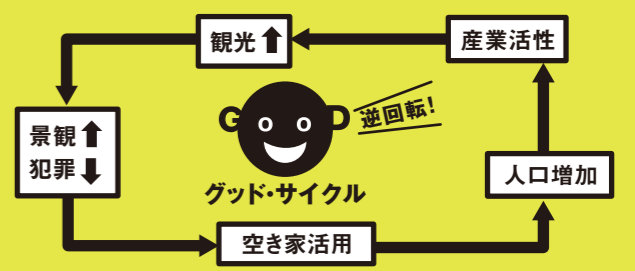 観光⬆
産業活性
景観⬆
犯罪⬇
GOOD
逆回転!
人口増加
グッド・サイクル
空き家活用